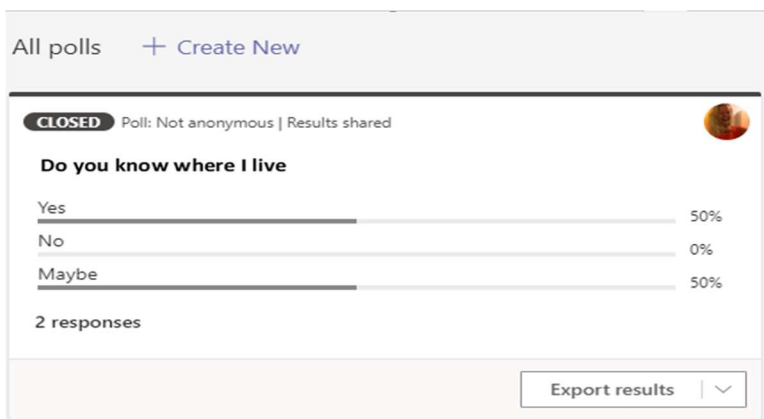 All polls + Create New
CLOSED Poll: Not anonymous | Results shared
Do you know where I live
Yes 50%
No 0%
Maybe 50%
2 responses
Export results